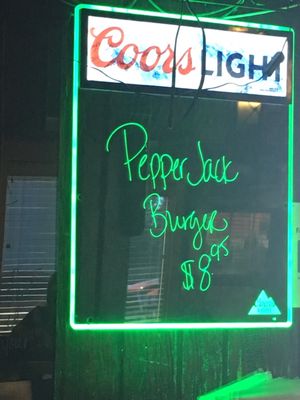 Coors LIGHT
Pepper Jack
Burger
$8.95